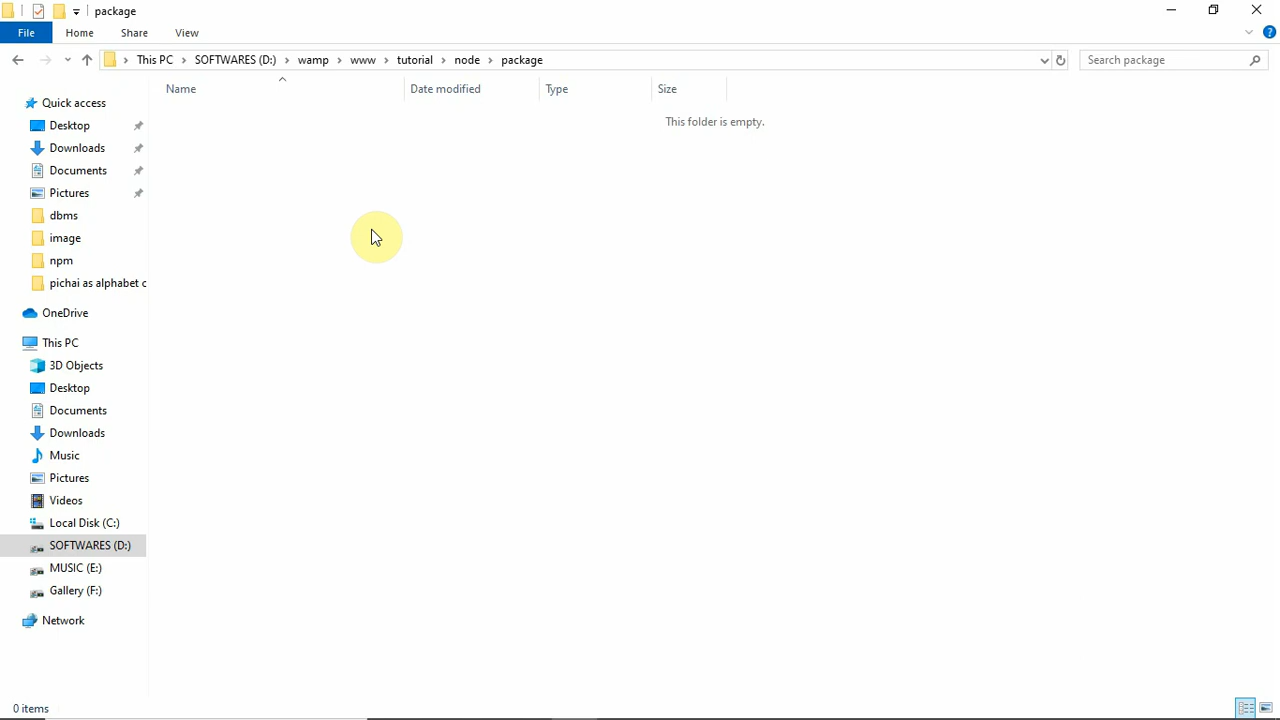 package
File Home Share View
This PC SOFTWARES (D:) wamp www tutorial node package
Search package
Name Date modified Type Size
This folder is empty.
Quick access
Desktop
Downloads
Documents
Pictures
dbms
image
npm
pichai as alphabet c
OneDrive
This PC
3D Objects
Desktop
Documents
Downloads
Music
Pictures
Videos
Local Disk (C:)
SOFTWARES (D:)
MUSIC (E:)
Gallery (F:)
Network
0 items